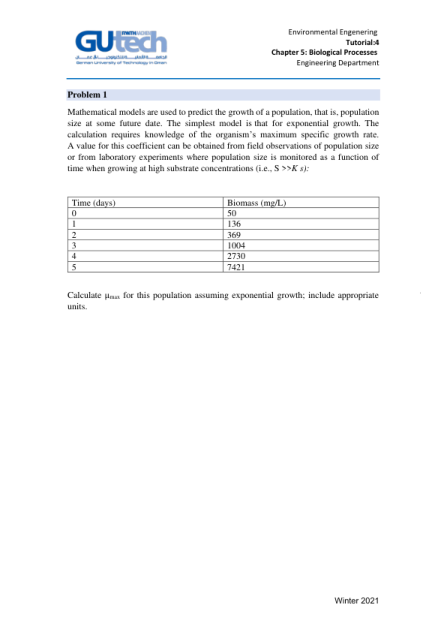 GUtech
German University of Technology in Oman
Environmental Engenering
Tutorial:4
Chapter 5: Biological Processes
Engineering Department
Problem 1
Mathematical models are used to predict the growth of a population, that is, population
size at some future date. The simplest model is that for exponential growth. The
calculation requires knowledge of the organism's maximum specific growth rate.
A value for this coefficient can be obtained from field observations of population size
or from laboratory experiments where population size is monitored as a function of
time when growing at high substrate concentrations (i.e., S >>K s):
Time (days) Biomass (mg/L)
0 50
1 136
2 369
3 1004
4 2730
5 7421
Calculate μmax for this population assuming exponential growth; include appropriate
units.
Winter 2021